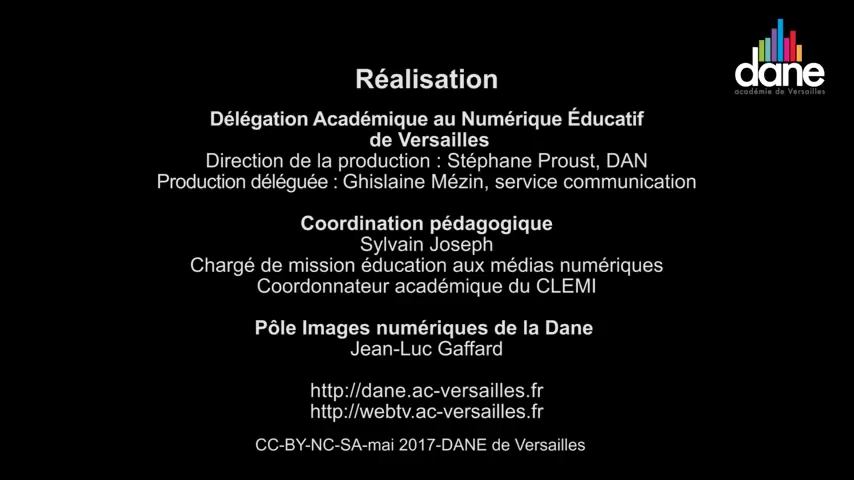 dane
académie de Versailles
Réalisation
Délégation Académique au Numérique Éducatif
de Versailles
Direction de la production : Stéphane Proust, DAN
Production déléguée : Ghislaine Mézin, service communication
Coordination pédagogique
Sylvain Joseph
Chargé de mission éducation aux médias numériques
Coordonnateur académique du CLEMI
Pôle Images numériques de la Dane
Jean-Luc Gaffard
http://dane.ac-versailles.fr
http://webtv.ac-versailles.fr
CC-BY-NC-SA-mai 2017-DANE de Versailles